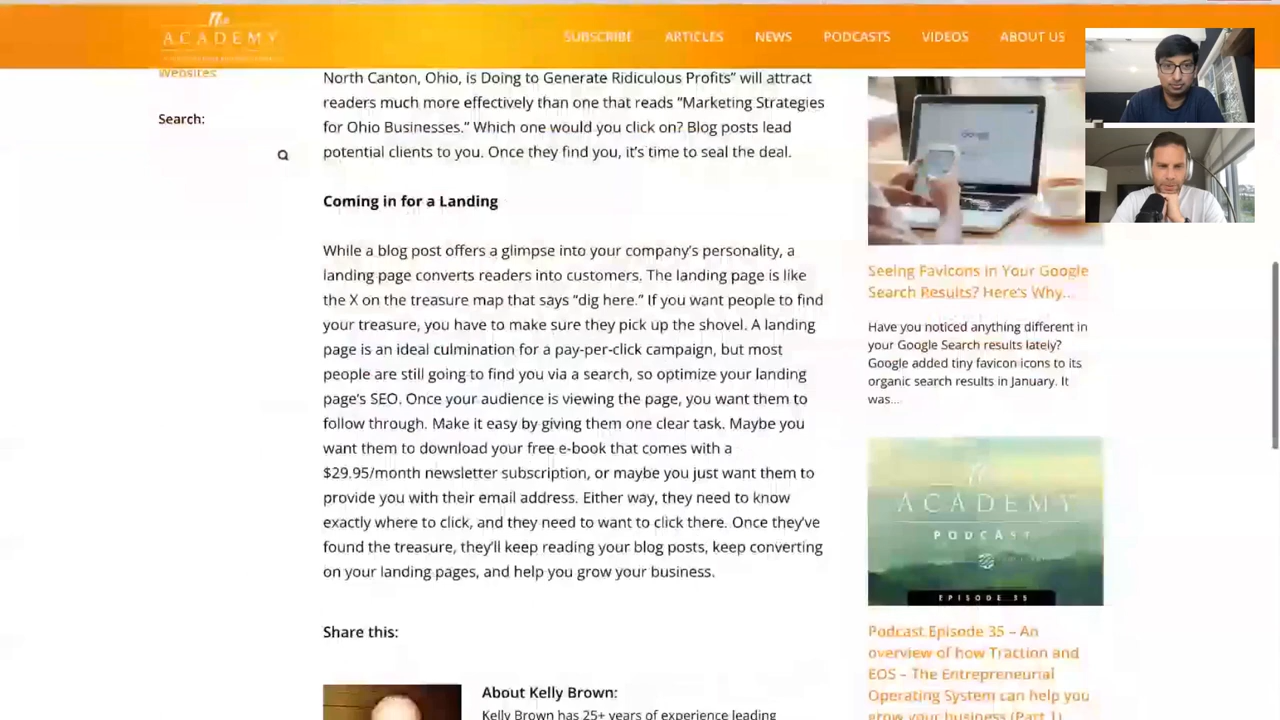 ACADEMY
SUBSCRIBE ARTICLES NEWS PODCASTS VIDEOS ABOUT US
Websites
Search:
North Canton, Ohio, is Doing to Generate Ridiculous Profits” will attract
readers much more effectively than one that reads “Marketing Strategies
for Ohio Businesses.” Which one would you click on? Blog posts lead
potential clients to you. Once they find you, it’s time to seal the deal.
Coming in for a Landing
While a blog post offers a glimpse into your company’s personality, a
landing page converts readers into customers. The landing page is like
the X on the treasure map that says “dig here.” If you want people to find
your treasure, you have to make sure they pick up the shovel. A landing
page is an ideal culmination for a pay-per-click campaign, but most
people are still going to find you via a search, so optimize your landing
page’s SEO. Once your audience is viewing the page, you want them to
follow through. Make it easy by giving them one clear task. Maybe you
want them to download your free e-book that comes with a
$29.95/month newsletter subscription, or maybe you just want them to
provide you with their email address. Either way, they need to know
exactly where to click, and they need to want to click there. Once they’ve
found the treasure, they’ll keep reading your blog posts, keep converting
on your landing pages, and help you grow your business.
Share this:
About Kelly Brown:
Kelly Brown has 25+ years of experience leading
Google
Seeing Favicons in Your Google
Search Results? Here’s Why...
Have you noticed anything different in
your Google Search results lately?
Google added tiny favicon icons to its
organic search results in January. It
was...
ACADEMY
PODCAST
EPISODE 35
Podcast Episode 35 – An
overview of how Traction and
EOS – The Entrepreneurial
Operating System can help you
grow your business (Part 1)